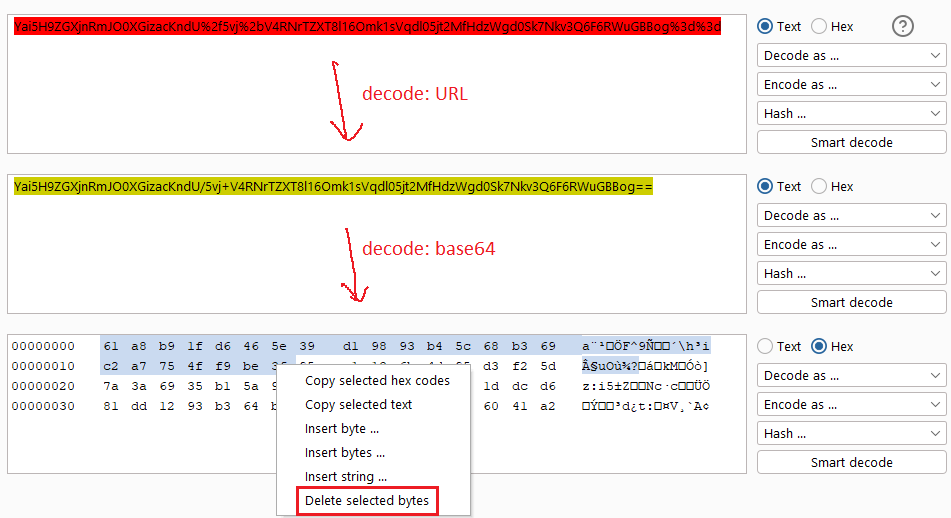 Yai5H9ZGXjnRmJO0XGizacKndU%2f5vj%2bV4RNrTZXT8l16Omk1sVqdl05jt2MfHdzWgd0Sk7Nkv3Q6F6RWuGBBog%3d%3d
Text Hex ?
Decode as ...
Encode as ...
Hash ...
Smart decode
decode: URL
Yai5H9ZGXjnRmJO0XGizacKndU/5vj+V4RNrTZXT8l16Omk1sVqdl05jt2MfHdzWgd0Sk7Nkv3Q6F6RWuGBBog==
Text Hex
Decode as ...
Encode as ...
Hash ...
Smart decode
decode: base64
00000000 61 a8 b9 1f d6 46 5e 39 d1 98 93 b4 5c 68 b3 69 a¨¹□ÖF^9Ñ□□´\h³i
00000010 c2 a7 75 4f f9 be d3 f2 5d Â§uOù¾?□á□kM□Óò]
00000020 7a 3a 69 35 b1 5a 1d dc d6 z:i5±Z□□Nc·c□□ÜÖ
00000030 81 dd 12 93 b3 64 60 41 a2 □Ý□□³d¿t:□¤V¸`A¢
Text Hex
Decode as ...
Encode as ...
Hash ...
Smart decode
Copy selected hex codes
Copy selected text
Insert byte ...
Insert bytes ...
Insert string ...
Delete selected bytes